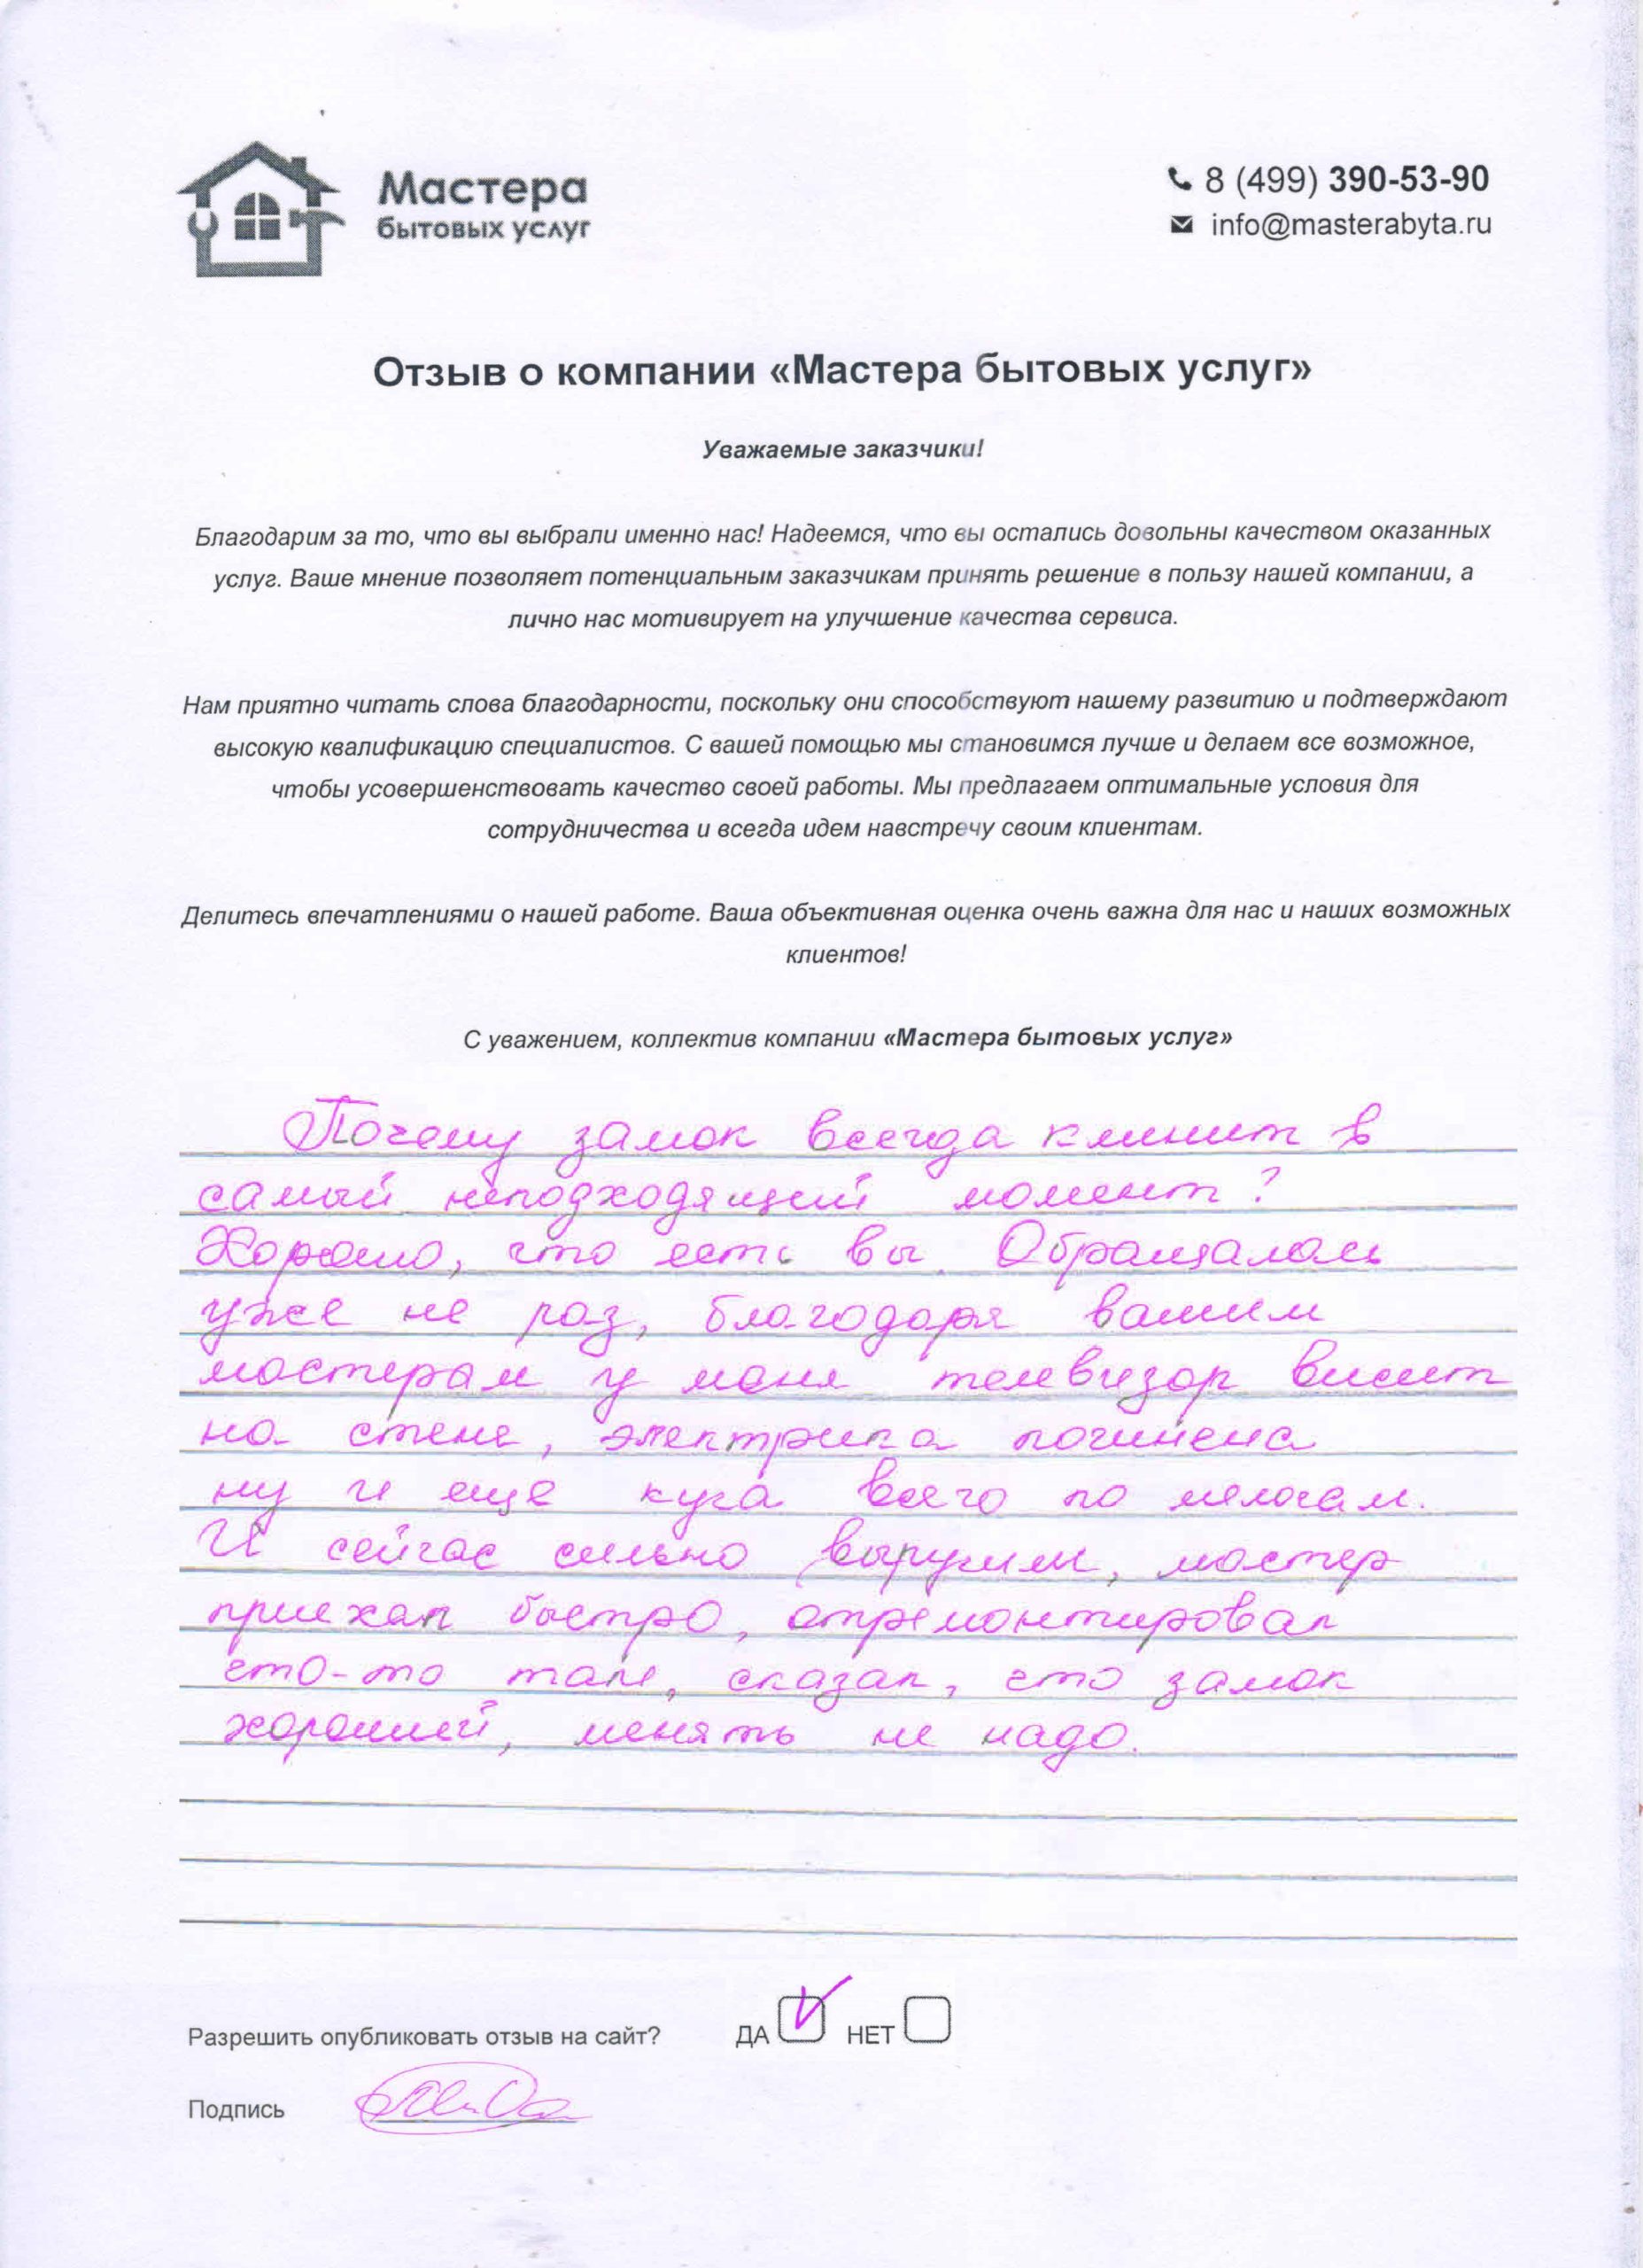 Мастера
бытовых услуг
8 (499) 390-53-90
info@masterabyta.ru
Отзыв о компании «Мастера бытовых услуг»
Уважаемые заказчики!
Благодарим за то, что вы выбрали именно нас! Надеемся, что вы остались довольны качеством оказанных
услуг. Ваше мнение позволяет потенциальным заказчикам принять решение в пользу нашей компании, а
лично нас мотивирует на улучшение качества сервиса.
Нам приятно читать слова благодарности, поскольку они способствуют нашему развитию и подтверждают
высокую квалификацию специалистов. С вашей помощью мы становимся лучше и делаем все возможное,
чтобы усовершенствовать качество своей работы. Мы предлагаем оптимальные условия для
сотрудничества и всегда идем навстречу своим клиентам.
Делитесь впечатлениями о нашей работе. Ваша объективная оценка очень важна для нас и наших возможных
клиентов!
С уважением, коллектив компании «Мастера бытовых услуг»
Почему замок всегда клинит в
самый неподходящий момент?
Хорошо, что есть вы. Обращалась
уже не раз, благодаря вашим
мастерам у меня телевизор висит
на стене, электрика починена
ну и еще куча всего по мелочам.
И сейчас сильно выручили, мастер
приехал быстро, отремонтировал
что-то там, сказал, что замок
хороший, менять не надо.
Разрешить опубликовать отзыв на сайт? ДА НЕТ
Подпись